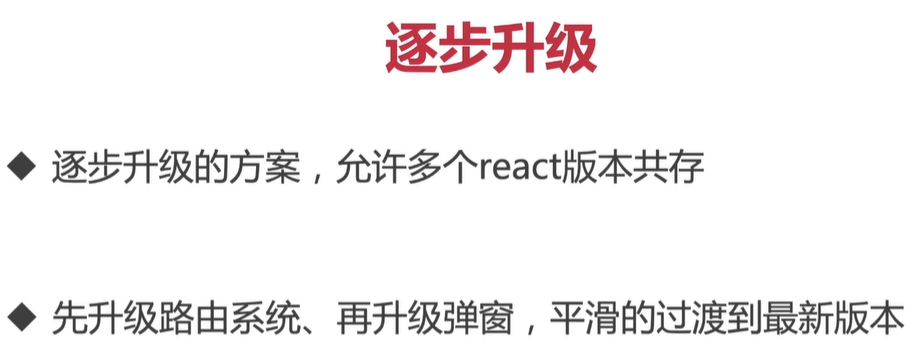 逐步升级
◆ 逐步升级的方案，允许多个react版本共存
◆ 先升级路由系统、再升级弹窗，平滑的过渡到最新版本